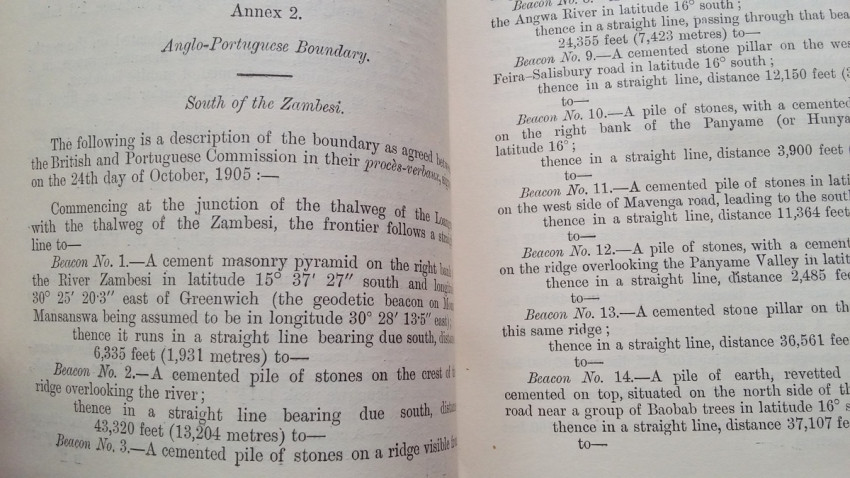 Annex 2.
Anglo-Portuguese Boundary.
South of the Zambesi.
The following is a description of the boundary as agreed
the British and Portuguese Commission in their procès-verbaux,
on the 24th day of October, 1905 :—
Commencing at the junction of the thalweg of the
with the thalweg of the Zambesi, the frontier follows a
line to—
Beacon No. 1.—A cement masonry pyramid on the right
the River Zambesi in latitude 15° 37′ 27″ south and
30° 25′ 20·3″ east of Greenwich (the geodetic beacon on
Mansanswa being assumed to be in longitude 30° 28′ 13·5″ east);
thence it runs in a straight line bearing due south,
6,335 feet (1,931 metres) to—
Beacon No. 2.—A cemented pile of stones on the crest of
ridge overlooking the river;
thence in a straight line bearing due south,
43,320 feet (13,204 metres) to—
Beacon No. 3.—A cemented pile of stones on a ridge visible
Beacon No.
the Angwa River in latitude 16° south ;
thence in a straight line, passing through that
24,355 feet (7,423 metres) to—
Beacon No. 9.—A cemented stone pillar on the
Feira–Salisbury road in latitude 16° south ;
thence in a straight line, distance 12,150 feet
to—
Beacon No. 10.—A pile of stones, with a cemented
on the right bank of the Panyame (or
latitude 16° ;
thence in a straight line, distance 3,900 feet
to—
Beacon No. 11.—A cemented pile of stones in
on the west side of Mavenga road, leading to the
thence in a straight line, distance 11,364
to—
Beacon No. 12.—A pile of stones, with a
on the ridge overlooking the Panyame Valley in
thence in a straight line, distance 2,485
to—
Beacon No. 13.—A cemented stone pillar on
this same ridge ;
thence in a straight line, distance 36,561
to—
Beacon No. 14.—A pile of earth, revetted
cemented on top, situated on the north side of
road near a group of Baobab trees in latitude 16°
thence in a straight line, distance 37,107
to—